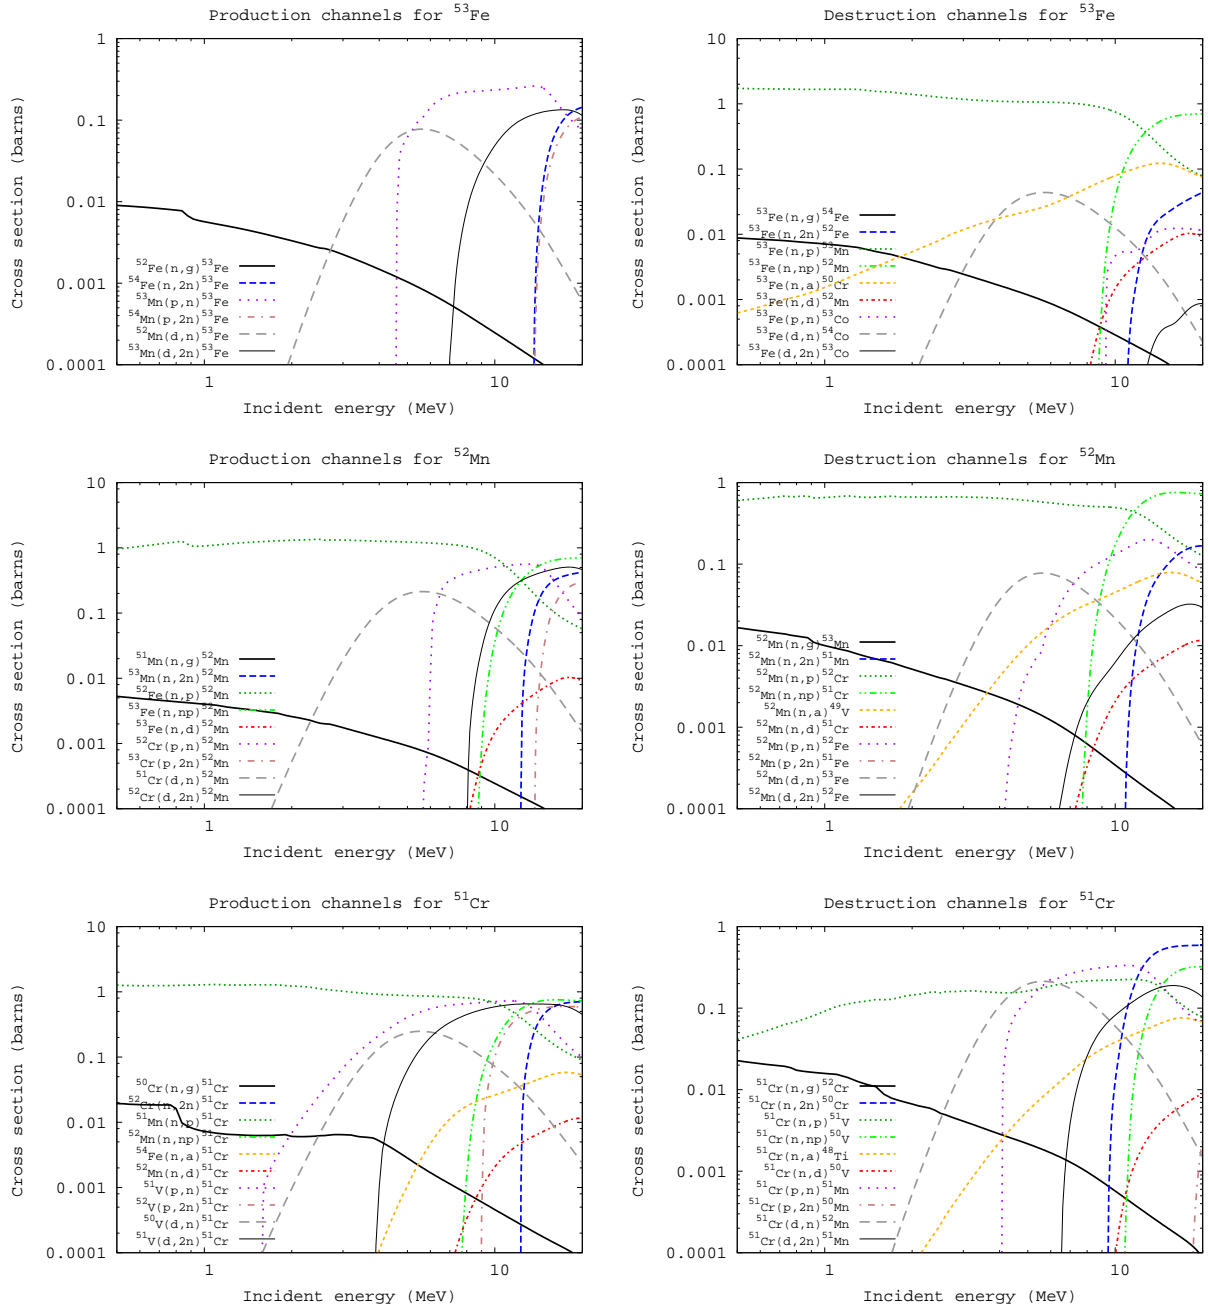 Production channels for ⁵³Fe
Cross section (barns)
1
0.1
0.01
0.001
0.0001
⁵²Fe(n,g)⁵³Fe
⁵⁴Fe(n,2n)⁵³Fe
⁵³Mn(p,n)⁵³Fe
⁵⁴Mn(p,2n)⁵³Fe
⁵²Mn(d,n)⁵³Fe
⁵³Mn(d,2n)⁵³Fe
1 10
Incident energy (MeV)
Destruction channels for ⁵³Fe
Cross section (barns)
10
1
0.1
0.01
0.001
0.0001
⁵³Fe(n,g)⁵⁴Fe
⁵³Fe(n,2n)⁵²Fe
⁵³Fe(n,p)⁵³Mn
⁵³Fe(n,np)⁵²Mn
⁵³Fe(n,a)⁵⁰Cr
⁵³Fe(n,d)⁵²Mn
⁵³Fe(p,n)⁵³Co
⁵³Fe(d,n)⁵⁴Co
⁵³Fe(d,2n)⁵³Co
1 10
Incident energy (MeV)
Production channels for ⁵²Mn
Cross section (barns)
10
1
0.1
0.01
0.001
0.0001
⁵¹Mn(n,g)⁵²Mn
⁵³Mn(n,2n)⁵²Mn
⁵²Fe(n,p)⁵²Mn
⁵³Fe(n,np)⁵²Mn
⁵³Fe(n,d)⁵²Mn
⁵²Cr(p,n)⁵²Mn
⁵³Cr(p,2n)⁵²Mn
⁵¹Cr(d,n)⁵²Mn
⁵²Cr(d,2n)⁵²Mn
1 10
Incident energy (MeV)
Destruction channels for ⁵²Mn
Cross section (barns)
1
0.1
0.01
0.001
0.0001
⁵²Mn(n,g)⁵³Mn
⁵²Mn(n,2n)⁵¹Mn
⁵²Mn(n,p)⁵²Cr
⁵²Mn(n,np)⁵¹Cr
⁵²Mn(n,a)⁴⁹V
⁵²Mn(n,d)⁵¹Cr
⁵²Mn(p,n)⁵²Fe
⁵²Mn(p,2n)⁵¹Fe
⁵²Mn(d,n)⁵³Fe
⁵²Mn(d,2n)⁵²Fe
1 10
Incident energy (MeV)
Production channels for ⁵¹Cr
Cross section (barns)
10
1
0.1
0.01
0.001
0.0001
⁵⁰Cr(n,g)⁵¹Cr
⁵²Cr(n,2n)⁵¹Cr
⁵¹Mn(n,p)⁵¹Cr
⁵²Mn(n,np)⁵¹Cr
⁵⁴Fe(n,a)⁵¹Cr
⁵²Mn(n,d)⁵¹Cr
⁵¹V(p,n)⁵¹Cr
⁵²V(p,2n)⁵¹Cr
⁵⁰V(d,n)⁵¹Cr
⁵¹V(d,2n)⁵¹Cr
1 10
Incident energy (MeV)
Destruction channels for ⁵¹Cr
Cross section (barns)
1
0.1
0.01
0.001
0.0001
⁵¹Cr(n,g)⁵²Cr
⁵¹Cr(n,2n)⁵⁰Cr
⁵¹Cr(n,p)⁵¹V
⁵¹Cr(n,np)⁵⁰V
⁵¹Cr(n,a)⁴⁸Ti
⁵¹Cr(n,d)⁵⁰V
⁵¹Cr(p,n)⁵¹Mn
⁵¹Cr(p,2n)⁵⁰Mn
⁵¹Cr(d,n)⁵²Mn
⁵¹Cr(d,2n)⁵¹Mn
1 10
Incident energy (MeV)